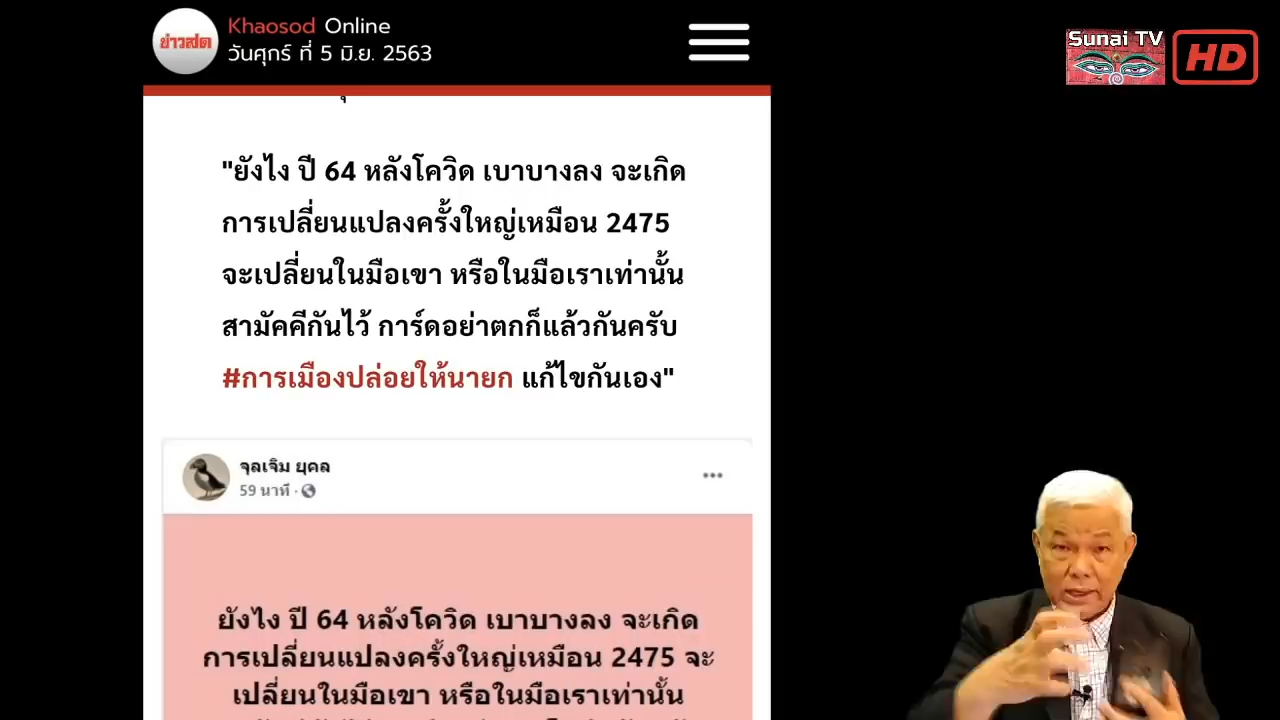 ข่าวสด
Khaosod Online
วันศุกร์ ที่ 5 มิ.ย. 2563
Sunai TV
HD
"ยังไง ปี 64 หลังโควิด เบาบางลง จะเกิด
การเปลี่ยนแปลงครั้งใหญ่เหมือน 2475
จะเปลี่ยนในมือเขา หรือในมือเราเท่านั้น
สามัคคีกันไว้ การ์ดอย่าตกก็แล้วกันครับ
#การเมืองปล่อยให้นายก แก้ไขกันเอง"
จุลเจิม ยุคล
59 นาที
ยังไง ปี 64 หลังโควิด เบาบางลง จะเกิด
การเปลี่ยนแปลงครั้งใหญ่เหมือน 2475 จะ
เปลี่ยนในมือเขา หรือในมือเราเท่านั้น